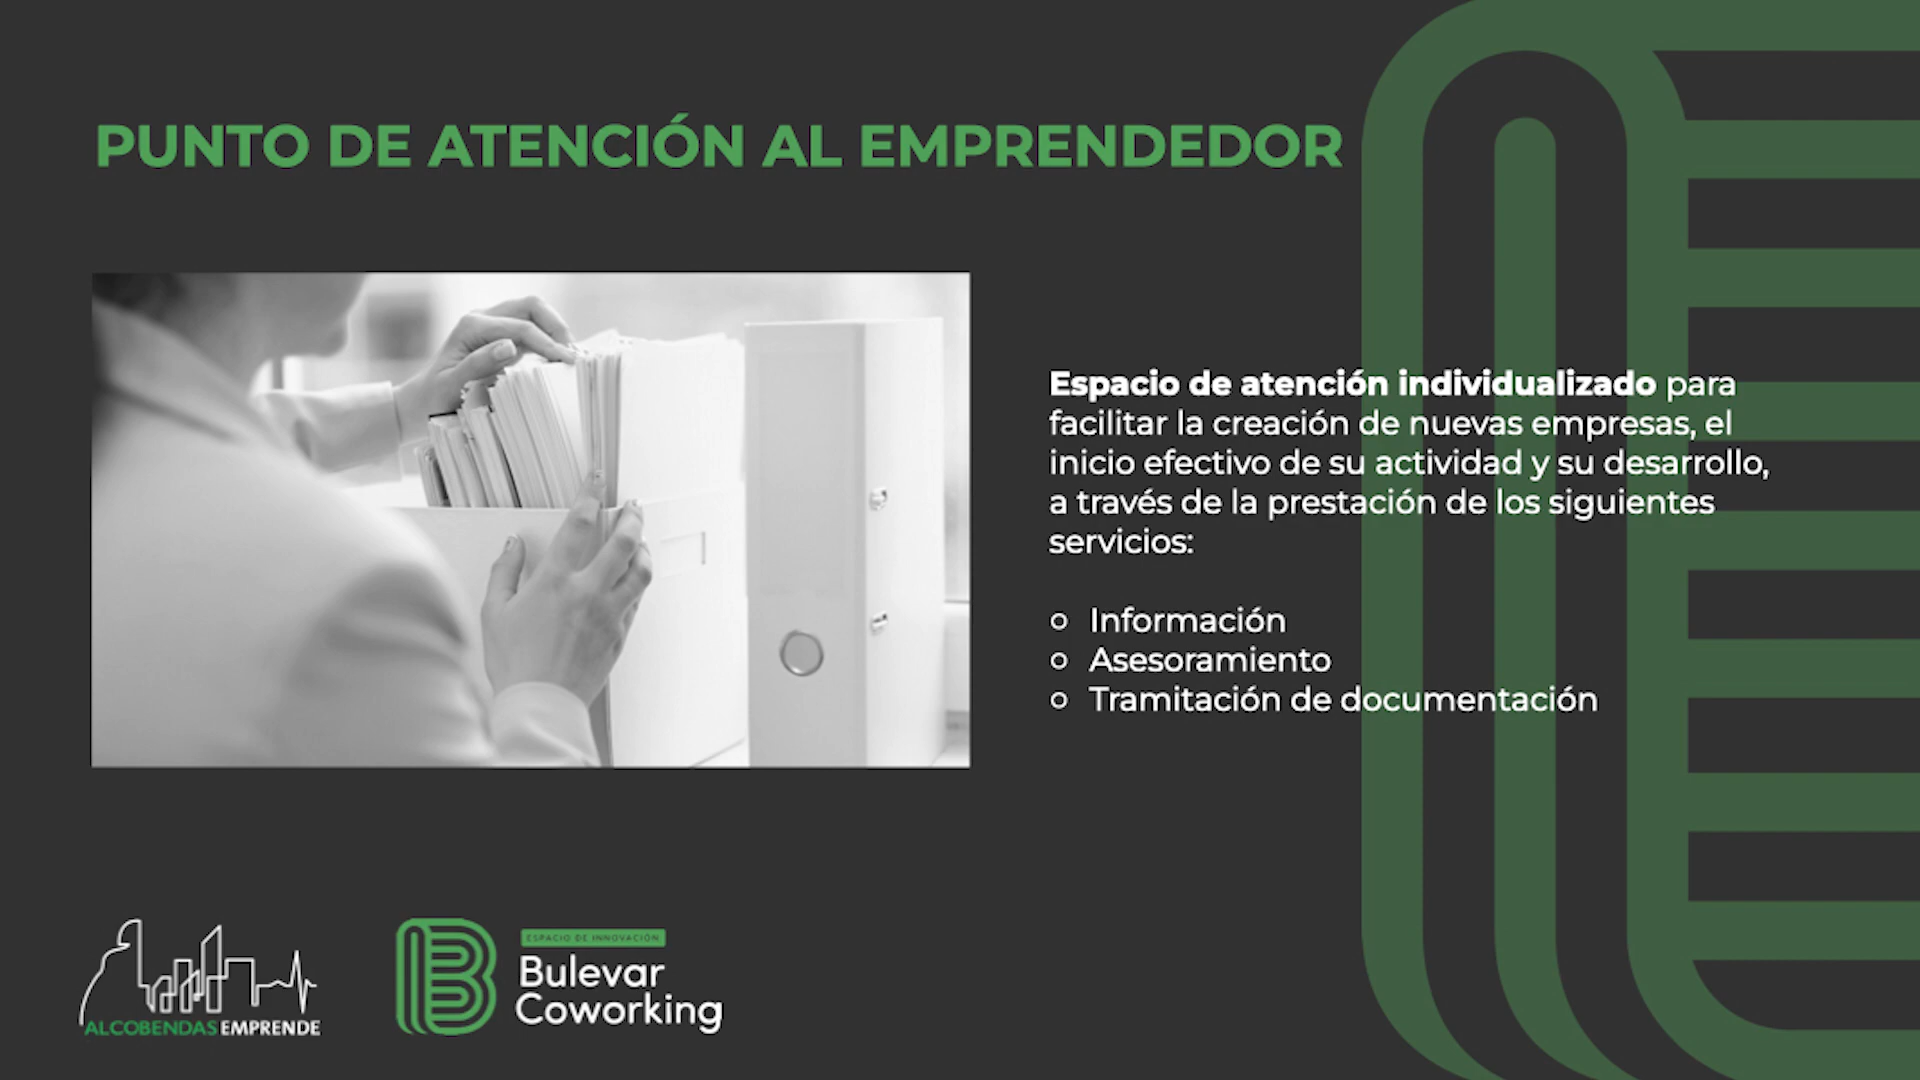 PUNTO DE ATENCIÓN AL EMPRENDEDOR
Espacio de atención individualizado para
facilitar la creación de nuevas empresas, el
inicio efectivo de su actividad y su desarrollo,
a través de la prestación de los siguientes
servicios:
Información
Asesoramiento
Tramitación de documentación
ALCOBENDAS EMPRENDE
ESPACIO DE INNOVACIÓN
Bulevar
Coworking